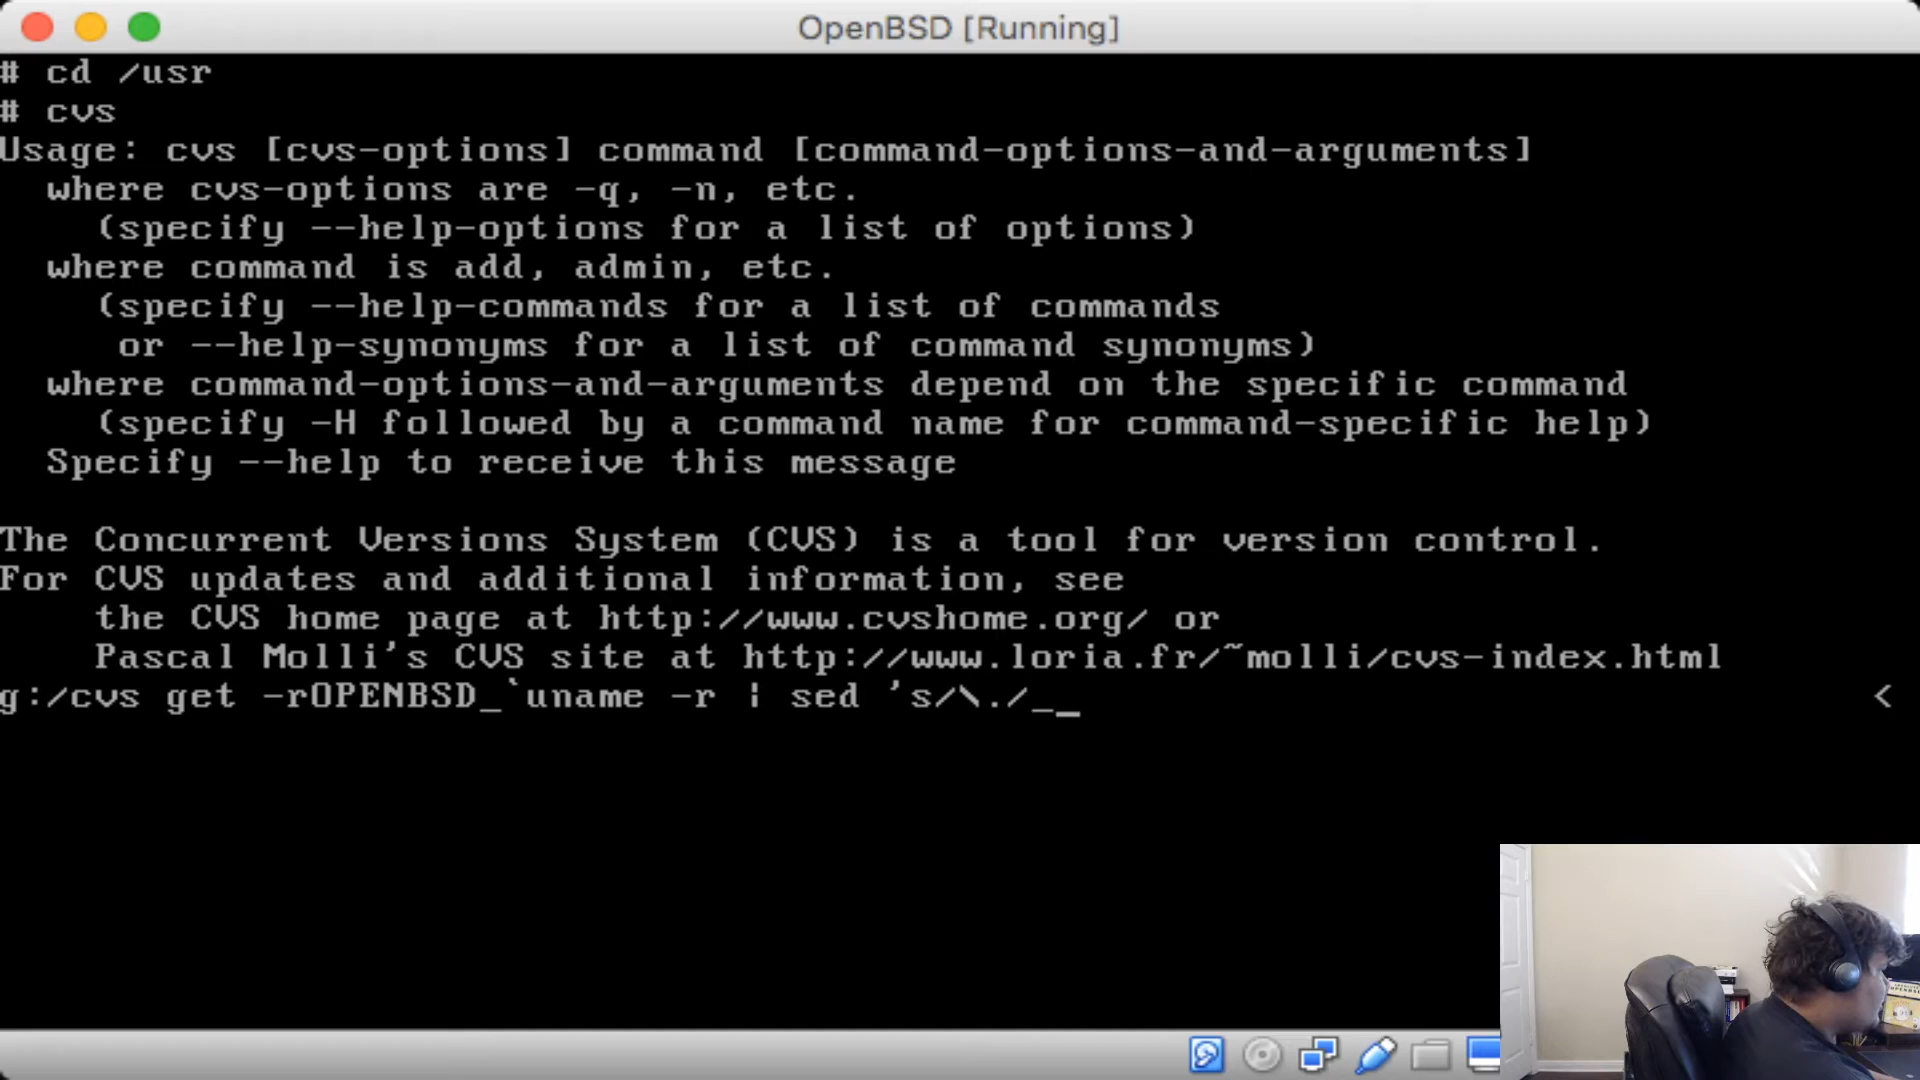 OpenBSD [Running]
# cd /usr
# cvs
Usage: cvs [cvs-options] command [command-options-and-arguments]
  where cvs-options are -q, -n, etc.
    (specify --help-options for a list of options)
  where command is add, admin, etc.
    (specify --help-commands for a list of commands
     or --help-synonyms for a list of command synonyms)
  where command-options-and-arguments depend on the specific command
    (specify -H followed by a command name for command-specific help)
  Specify --help to receive this message

The Concurrent Versions System (CVS) is a tool for version control.
For CVS updates and additional information, see
    the CVS home page at http://www.cvshome.org/ or
    Pascal Molli's CVS site at http://www.loria.fr/~molli/cvs-index.html
g:/cvs get -rOPENBSD_`uname -r | sed 's/\./__ <